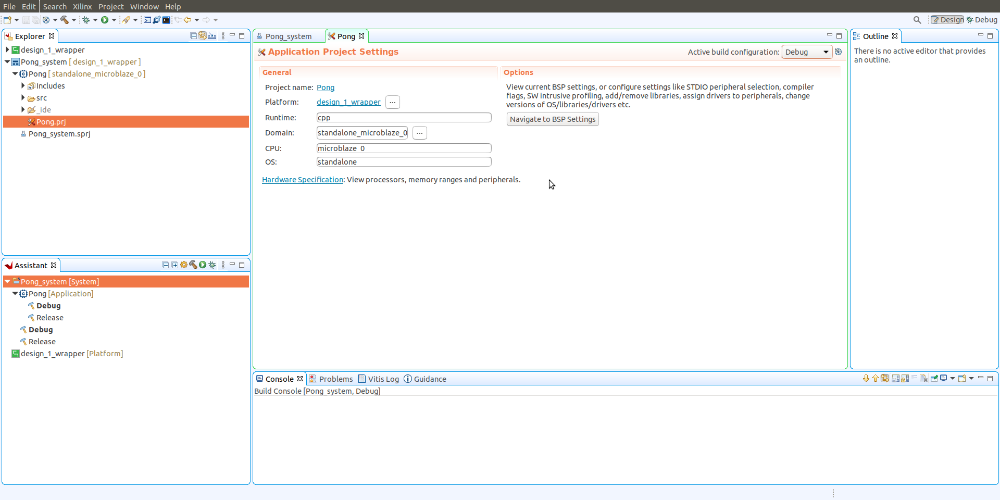 File Edit Search Xilinx Project Window Help
Design Debug
Explorer
design_1_wrapper
Pong_system [ design_1_wrapper ]
Pong [ standalone_microblaze_0 ]
Includes
src
_ide
Pong.prj
Pong_system.sprj
Assistant
Pong_system [System]
Pong [Application]
Debug
Release
Debug
Release
design_1_wrapper [Platform]
Pong_system Pong
Application Project Settings Active build configuration: Debug
General
Project name: Pong
Platform: design_1_wrapper ...
Runtime: cpp
Domain: standalone_microblaze_0 ...
CPU: microblaze_0
OS: standalone
Hardware Specification: View processors, memory ranges and peripherals.
Options
View current BSP settings, or configure settings like STDIO peripheral selection, compiler
flags, SW intrusive profiling, add/remove libraries, assign drivers to peripherals, change
versions of OS/libraries/drivers etc.
Navigate to BSP Settings
Outline
There is no active editor that provides
an outline.
Console Problems Vitis Log Guidance
Build Console [Pong_system, Debug]